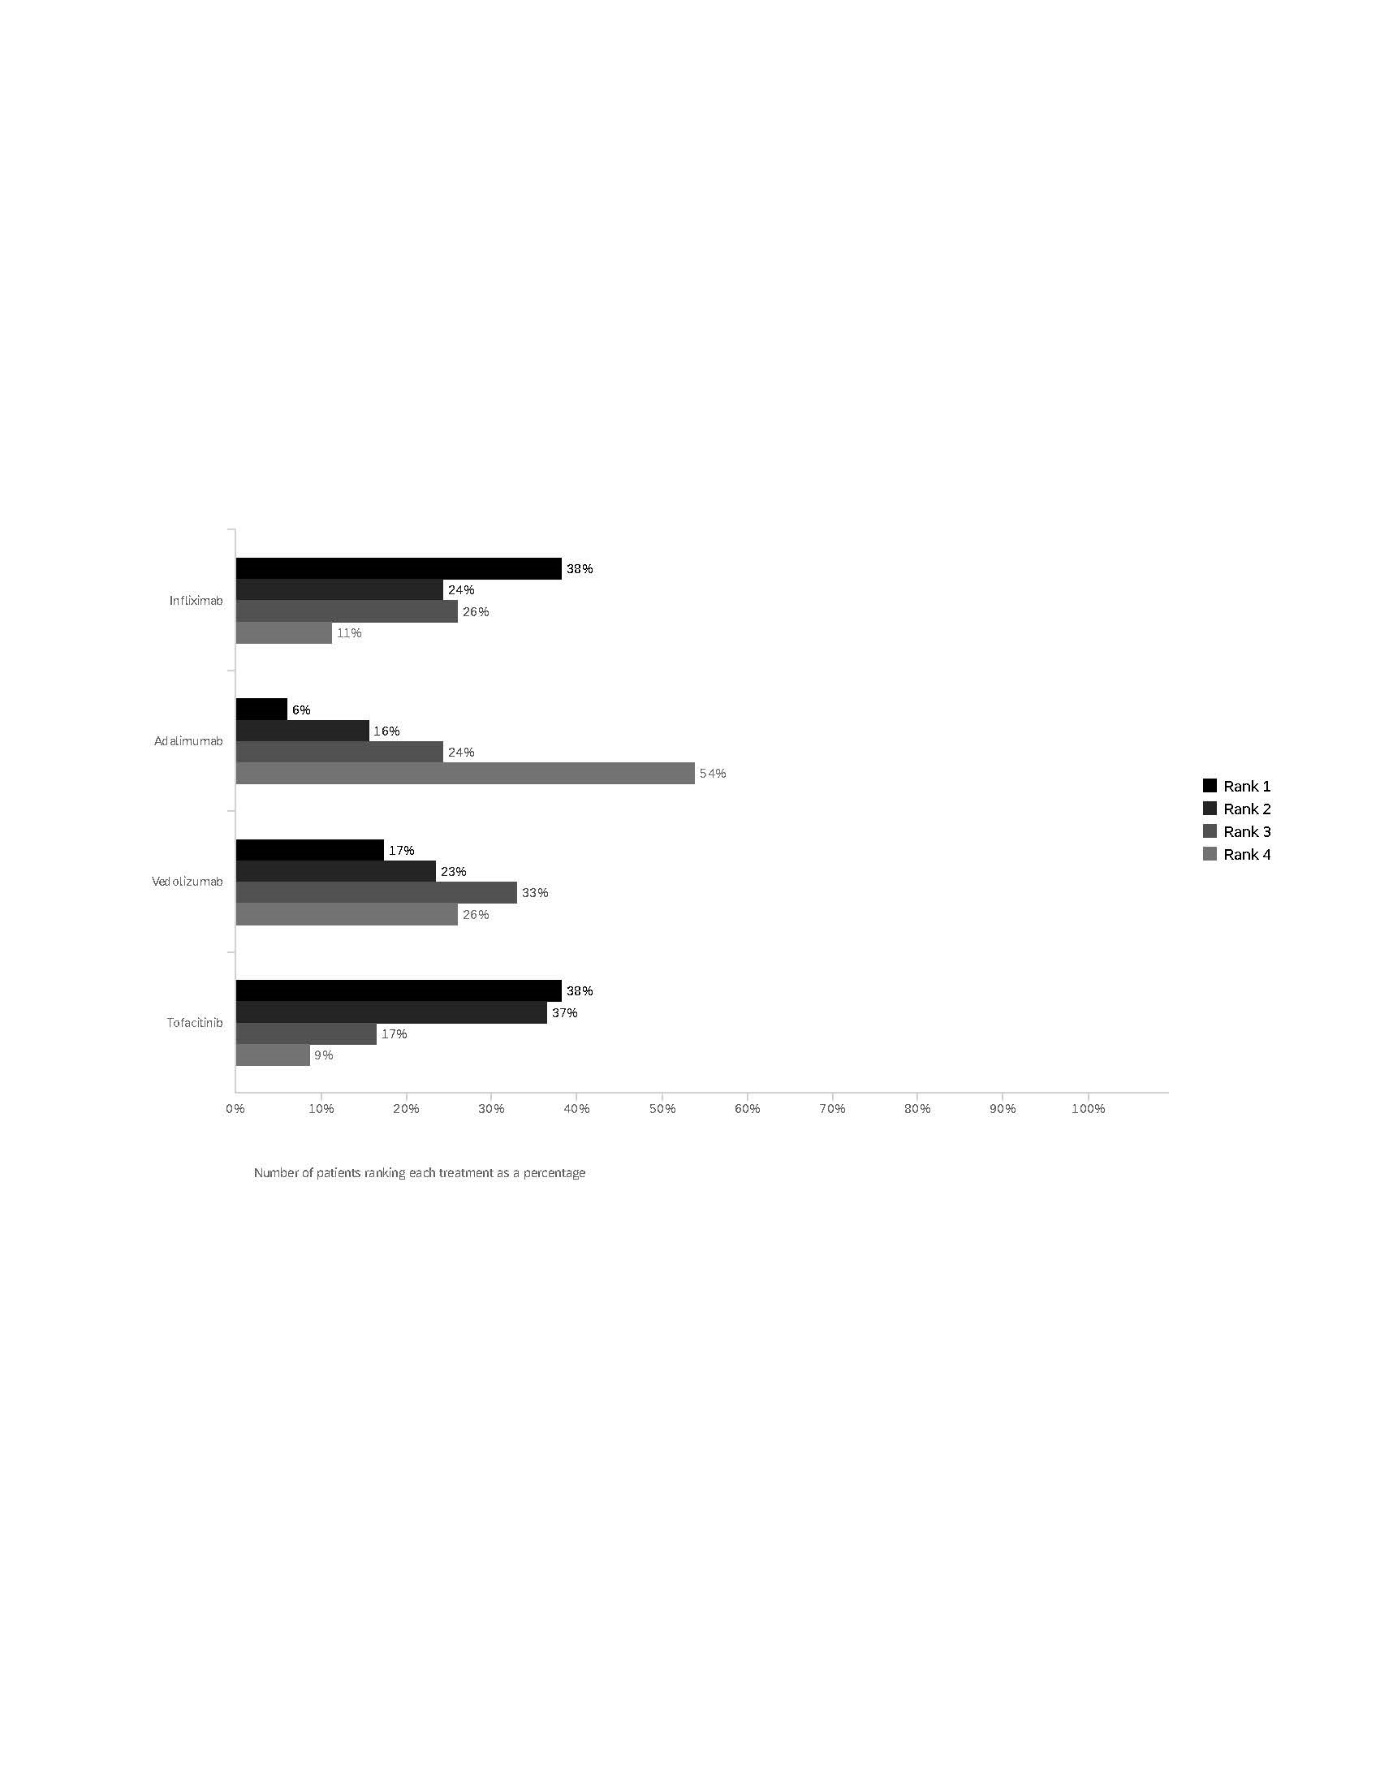 Infliximab
38%
24%
26%
11%
Adalimumab
6%
16%
24%
54%
Vedolizumab
17%
23%
33%
26%
Tofacitinib
38%
37%
17%
9%
0% 10% 20% 30% 40% 50% 60% 70% 80% 90% 100%
Number of patients ranking each treatment as a percentage
Rank 1
Rank 2
Rank 3
Rank 4